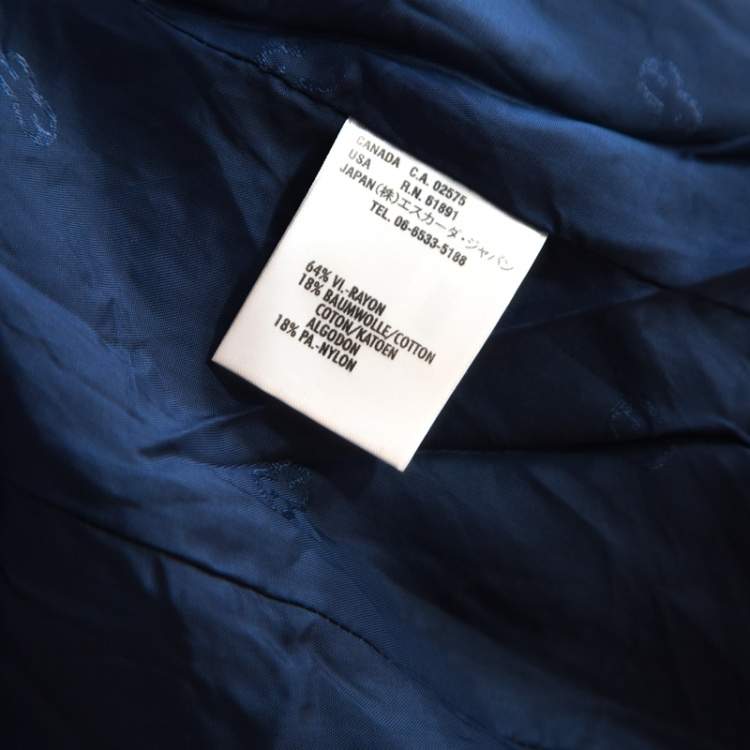 CANADA C.A. 02575
USA R.N. 61891
JAPAN (株)エスカーダ・ジャパン
TEL. 06-6533-5188
64% VI.-RAYON
18% BAUMWOLLE/COTTON
COTON/KATOEN
ALGODON
18% PA.-NYLON